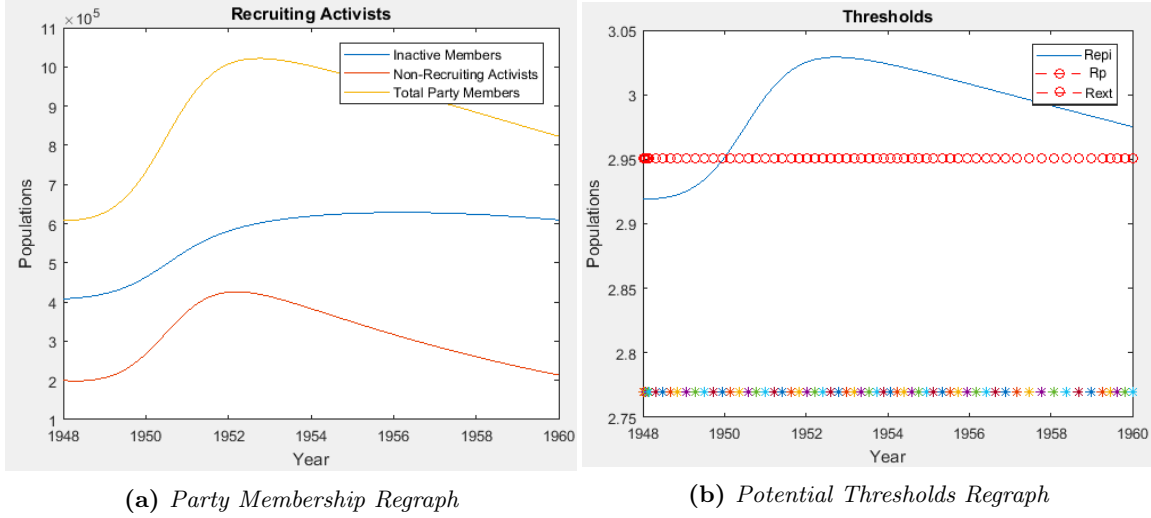 Recruiting Activists
×10⁵
11
10
9
8
7
6
5
4
3
2
1
Populations
1948 1950 1952 1954 1956 1958 1960
Year
Inactive Members
Non-Recruiting Activists
Total Party Members
(a) Party Membership Regraph
Thresholds
3.05
3
2.95
2.9
2.85
2.8
2.75
Populations
1948 1950 1952 1954 1956 1958 1960
Year
Repi
Rp
Rext
(b) Potential Thresholds Regraph